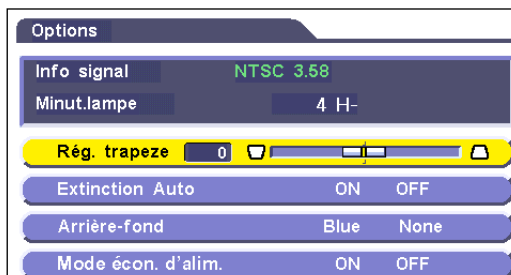 Options
Info signal NTSC 3.58
Minut.lampe 4 H-
Rég. trapeze 0
Extinction Auto ON OFF
Arrière-fond Blue None
Mode écon. d'alim. ON OFF